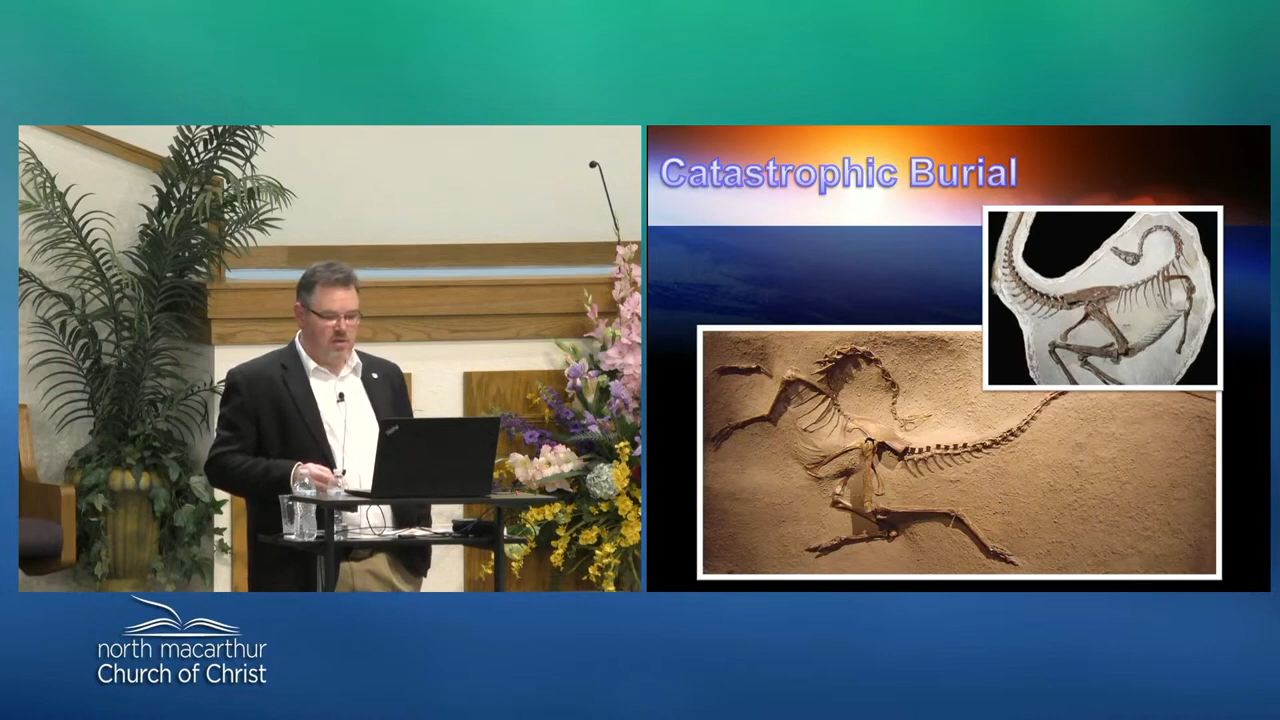 Catastrophic Burial
north macarthur
Church of Christ